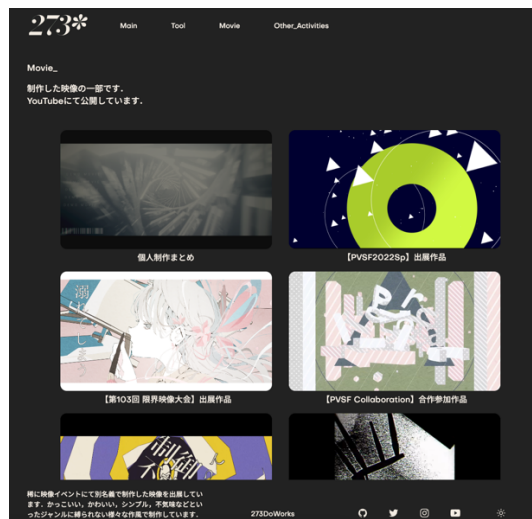 273*
Main Tool Movie Other_Activities
Movie_
制作した映像の一部です．
YouTubeにて公開しています．
個人制作まとめ
【PVSF2022Sp】出展作品
溺れ
【第103回 限界映像大会】出展作品
【PVSF Collaboration】合作参加作品
制御
稀に映像イベントにて別名義で制作した映像を出展してい
ます．かっこいい，かわいい，シンプル，不気味などとい
ったジャンルに縛られない様々な作風で制作しています．
273DoWorks